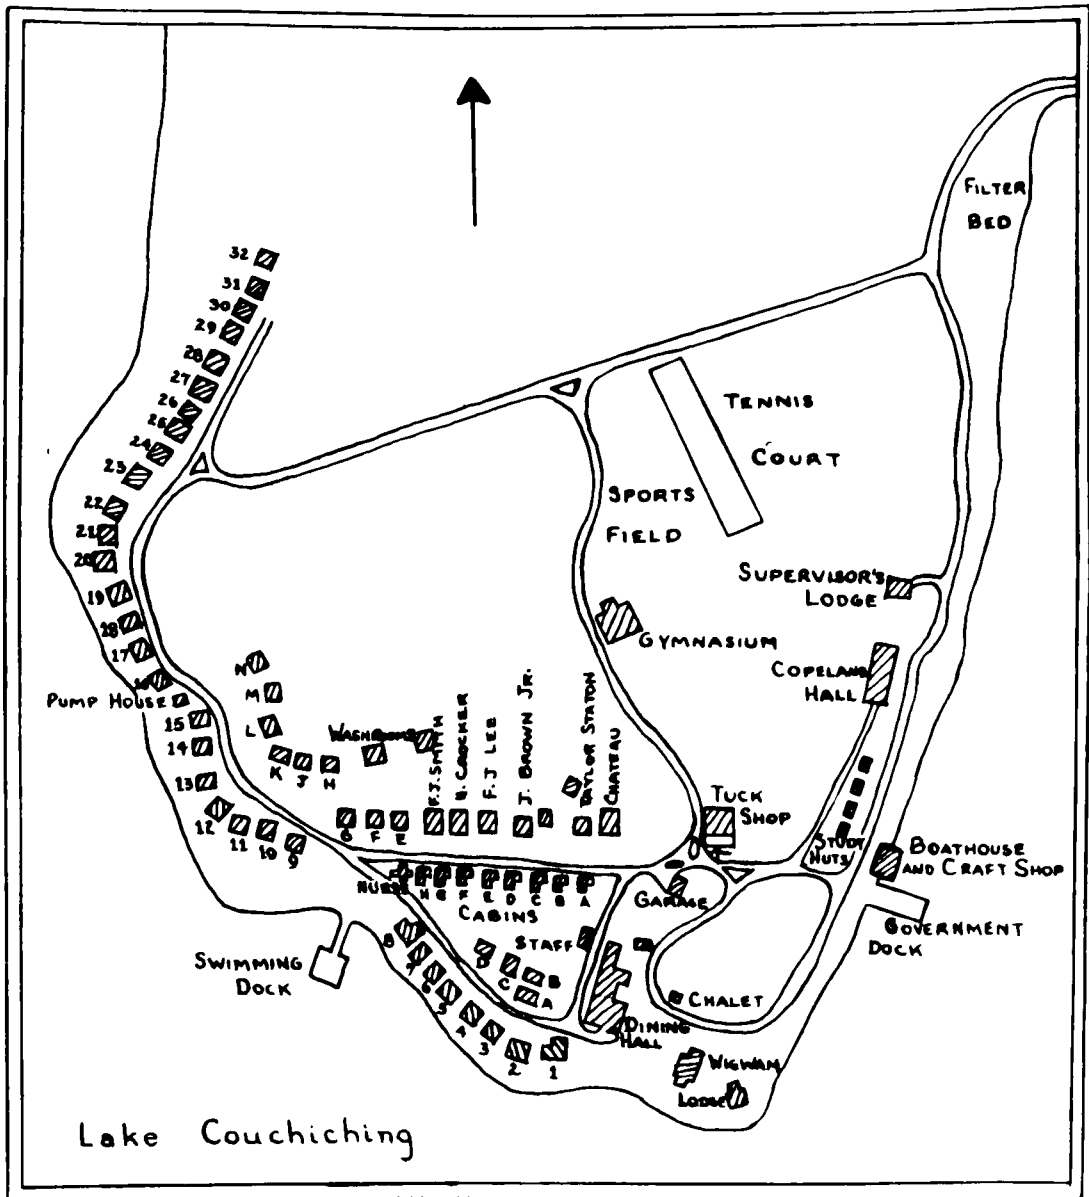 FILTER
BED
32
31
30
29
28
27
26
25
24
23
22
21
20
19
18
17
16
PUMP HOUSE
15
14
13
12
11
10
9
TENNIS
COURT
SPORTS
FIELD
SUPERVISOR'S
LODGE
GYMNASIUM
COPELAND
HALL
N
M
L
K
J
H
WASHROOMS
F.J. SMITH
E. CROCKER
F. J. LEE
J. BROWN JR.
TAYLOR STATON
CHATEAU
G
F
E
TUCK
SHOP
STUDY
HUTS
BOATHOUSE
AND CRAFT SHOP
GOVERNMENT
DOCK
NURSE
H
G
F
E
D
C
B
A
CABINS
GARAGE
STAFF
D
C
B
A
8
7
6
5
4
3
2
1
SWIMMING
DOCK
CHALET
DINING
HALL
WIGWAM
LODGE
Lake Couchiching